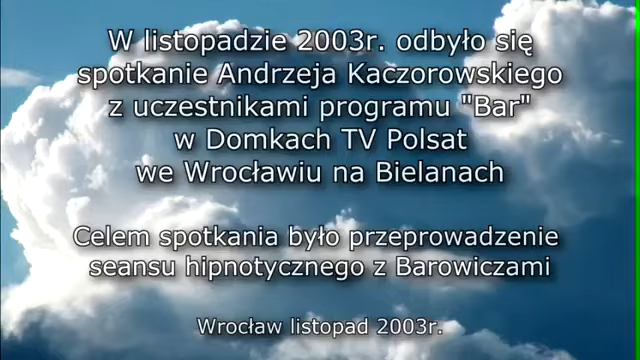 W listopadzie 2003r. odbyło się
spotkanie Andrzeja Kaczorowskiego
z uczestnikami programu "Bar"
w Domkach TV Polsat
we Wrocławiu na Bielanach
Celem spotkania było przeprowadzenie
seansu hipnotycznego z Barowiczami
Wrocław listopad 2003r.